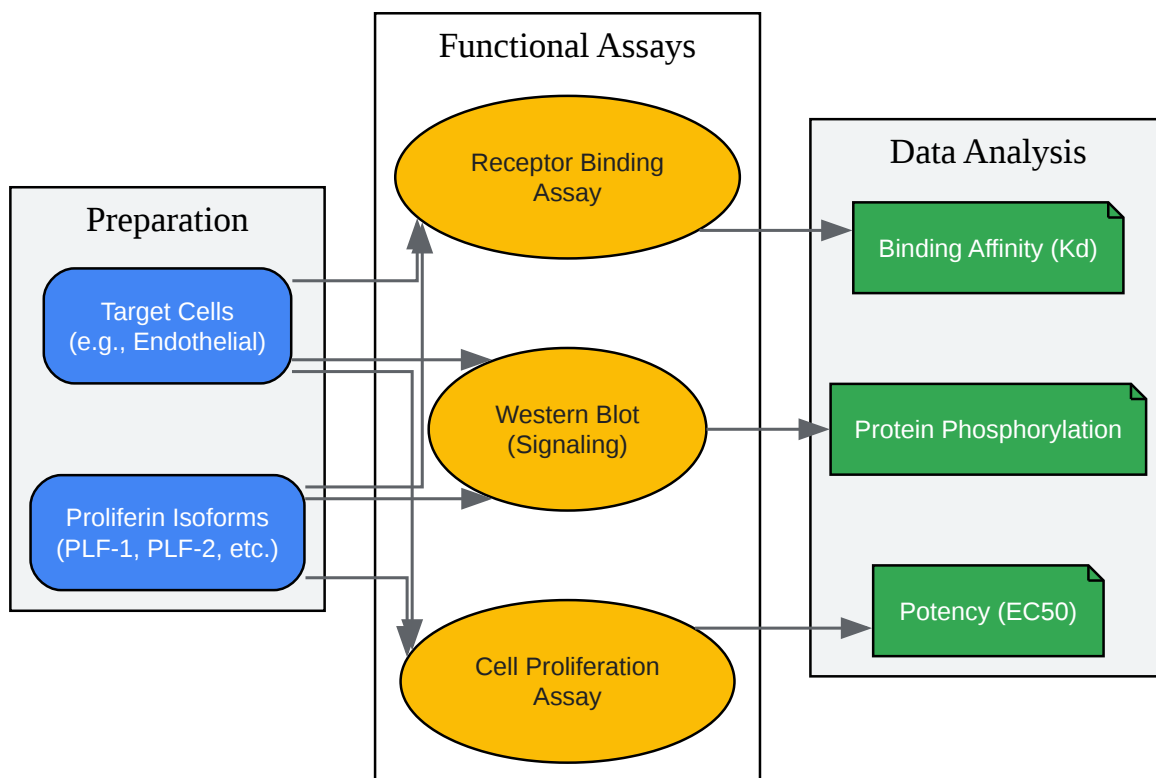 Preparation
Target Cells
(e.g., Endothelial)
Proliferin Isoforms
(PLF-1, PLF-2, etc.)
Functional Assays
Receptor Binding
Assay
Western Blot
(Signaling)
Cell Proliferation
Assay
Data Analysis
Binding Affinity (Kd)
Protein Phosphorylation
Potency (EC50)